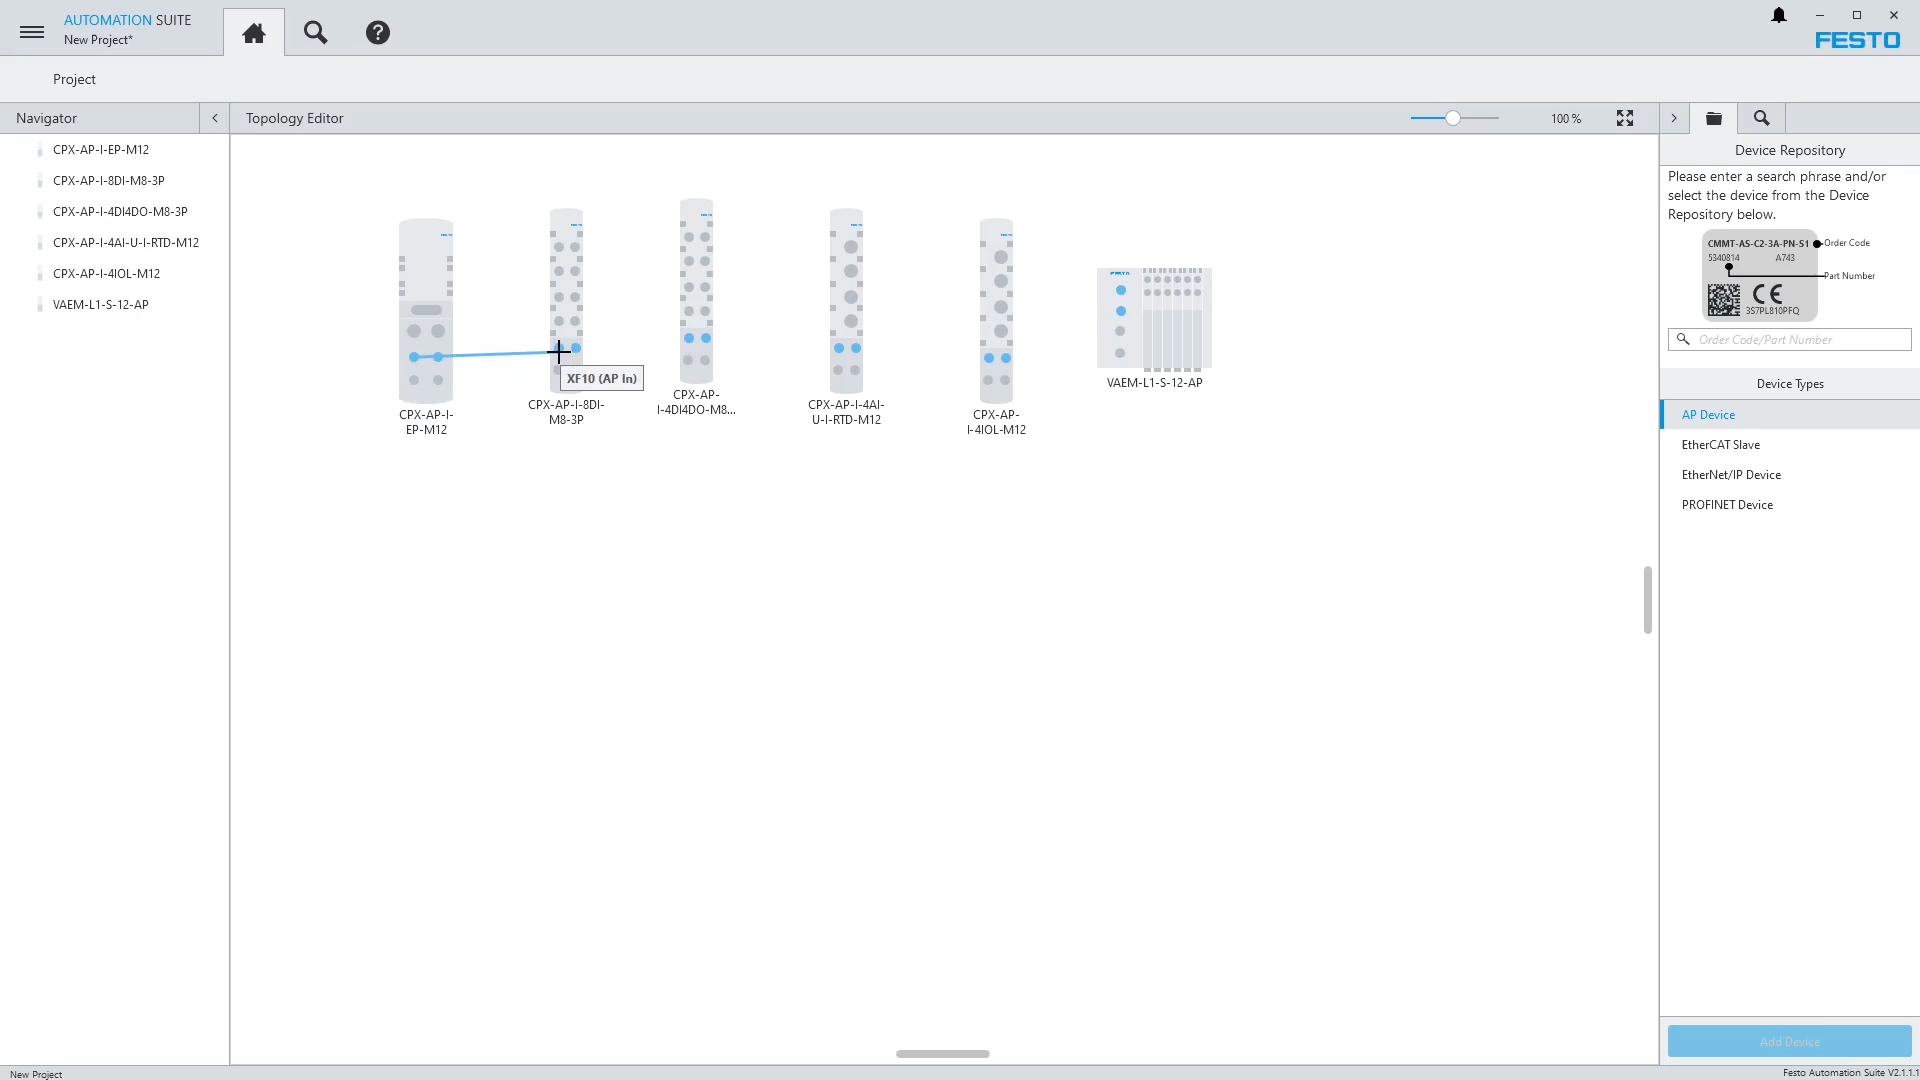 AUTOMATION SUITE
New Project*
FESTO
Project
Navigator
CPX-AP-I-EP-M12
CPX-AP-I-8DI-M8-3P
CPX-AP-I-4DI4DO-M8-3P
CPX-AP-I-4AI-U-I-RTD-M12
CPX-AP-I-4IOL-M12
VAEM-L1-S-12-AP
Topology Editor
100 %
XF10 (AP In)
CPX-AP-I-
EP-M12
CPX-AP-I-8DI-
M8-3P
CPX-AP-
I-4DI4DO-M8...
CPX-AP-I-4AI-
U-I-RTD-M12
CPX-AP-
I-4IOL-M12
VAEM-L1-S-12-AP
Device Repository
Please enter a search phrase and/or
select the device from the Device
Repository below.
CMMT-AS-C2-3A-PN-S1
Order Code
5340814
A743
Part Number
CE
3S7PL810PFQ
Order Code/Part Number
Device Types
AP Device
EtherCAT Slave
EtherNet/IP Device
PROFINET Device
Add Device
New Project
Festo Automation Suite V2.1.1.1